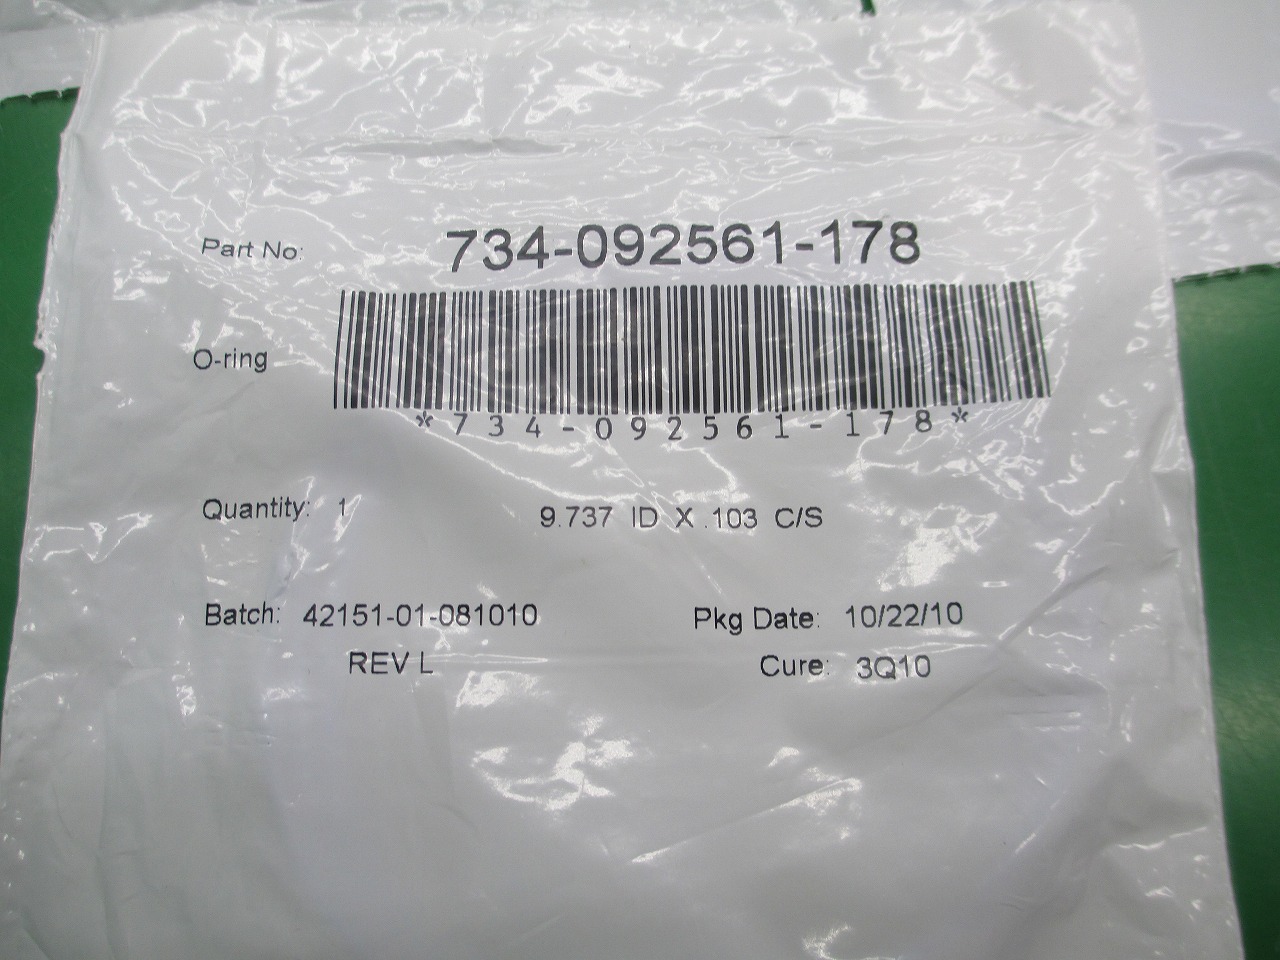 Part No: 734-092561-178
O-ring
*734-092561-178*
Quantity: 1 9.737 ID X .103 C/S
Batch: 42151-01-081010 Pkg Date: 10/22/10
REV L Cure: 3Q10